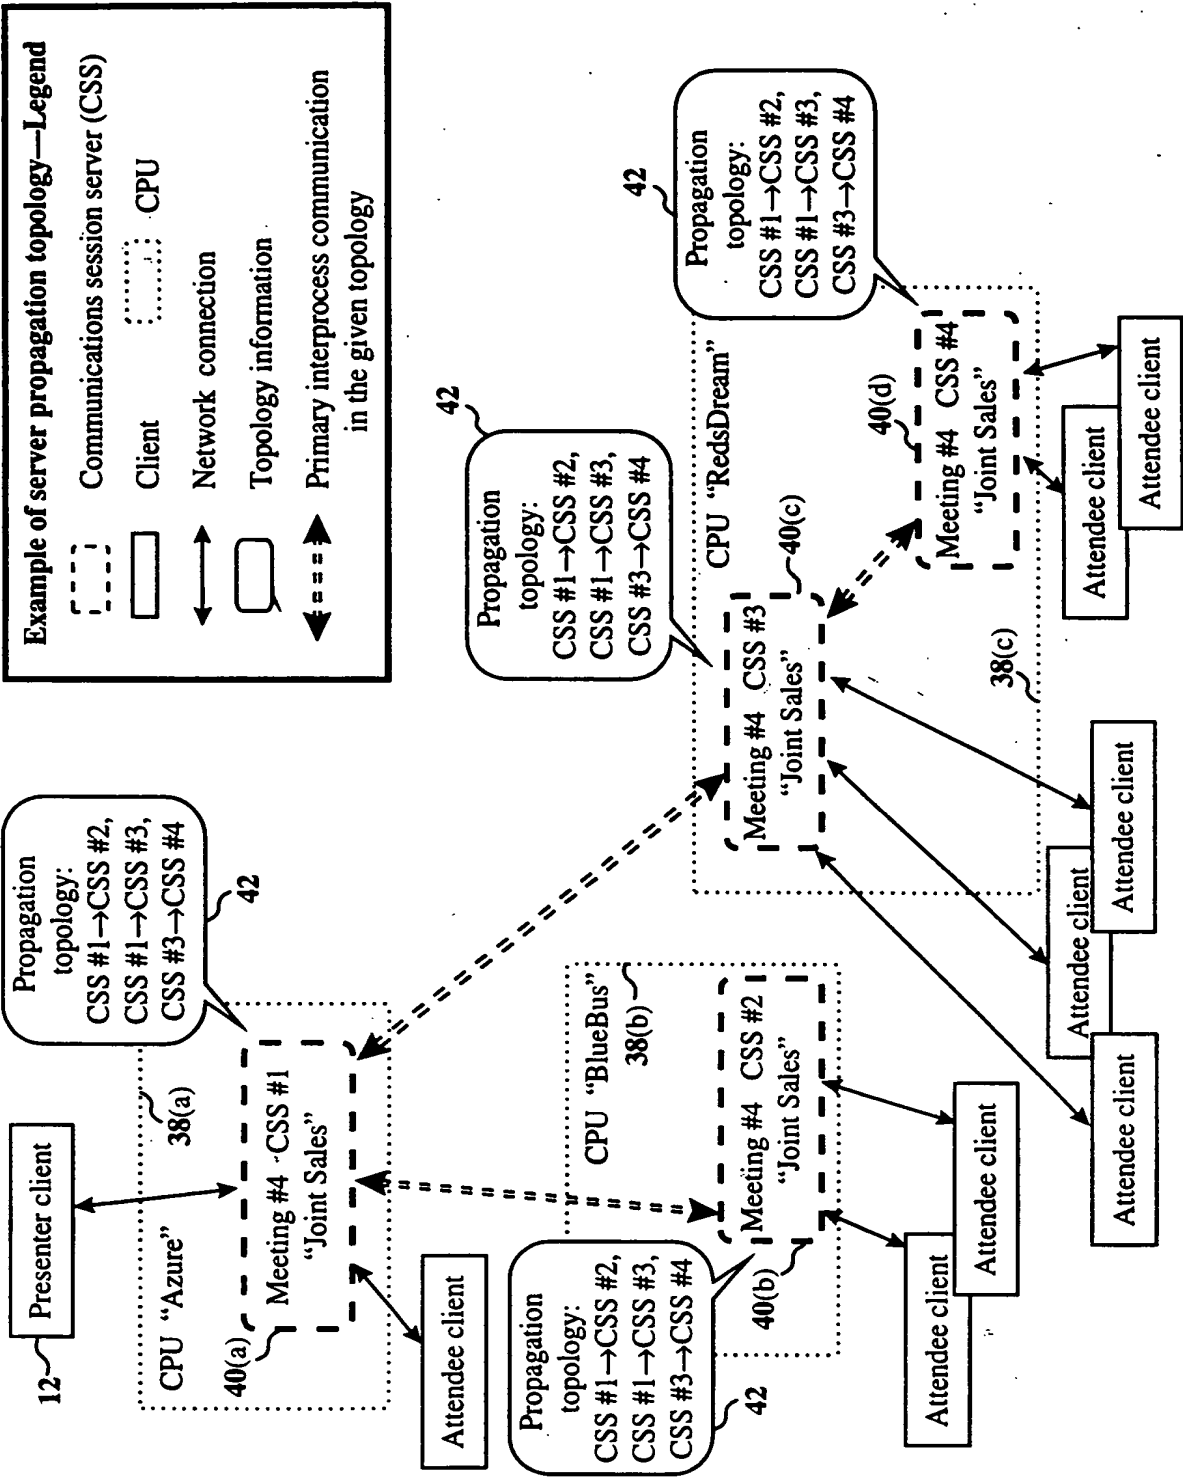 Example of server propagation topology—Legend
Communications session server (CSS)
Client
CPU
Network connection
Topology information
Primary interprocess communication
in the given topology
12
Presenter client
38(a)
CPU “Azure”
Meeting #4 CSS #1
“Joint Sales”
40(a)
Attendee client
Propagation
topology:
CSS #1→CSS #2,
CSS #1→CSS #3,
CSS #3→CSS #4
42
CPU “BlueBus”
38(b)
Meeting #4 CSS #2
“Joint Sales”
40(b)
Propagation
topology:
CSS #1→CSS #2,
CSS #1→CSS #3,
CSS #3→CSS #4
42
Attendee client
Attendee client
Propagation
topology:
CSS #1→CSS #2,
CSS #1→CSS #3,
CSS #3→CSS #4
42
CPU “RedsDream”
Meeting #4 CSS #3
“Joint Sales”
40(c)
38(c)
Attendee client
Attendee client
Attendee client
Propagation
topology:
CSS #1→CSS #2,
CSS #1→CSS #3,
CSS #3→CSS #4
42
40(d)
Meeting #4 CSS #4
“Joint Sales”
Attendee client
Attendee client